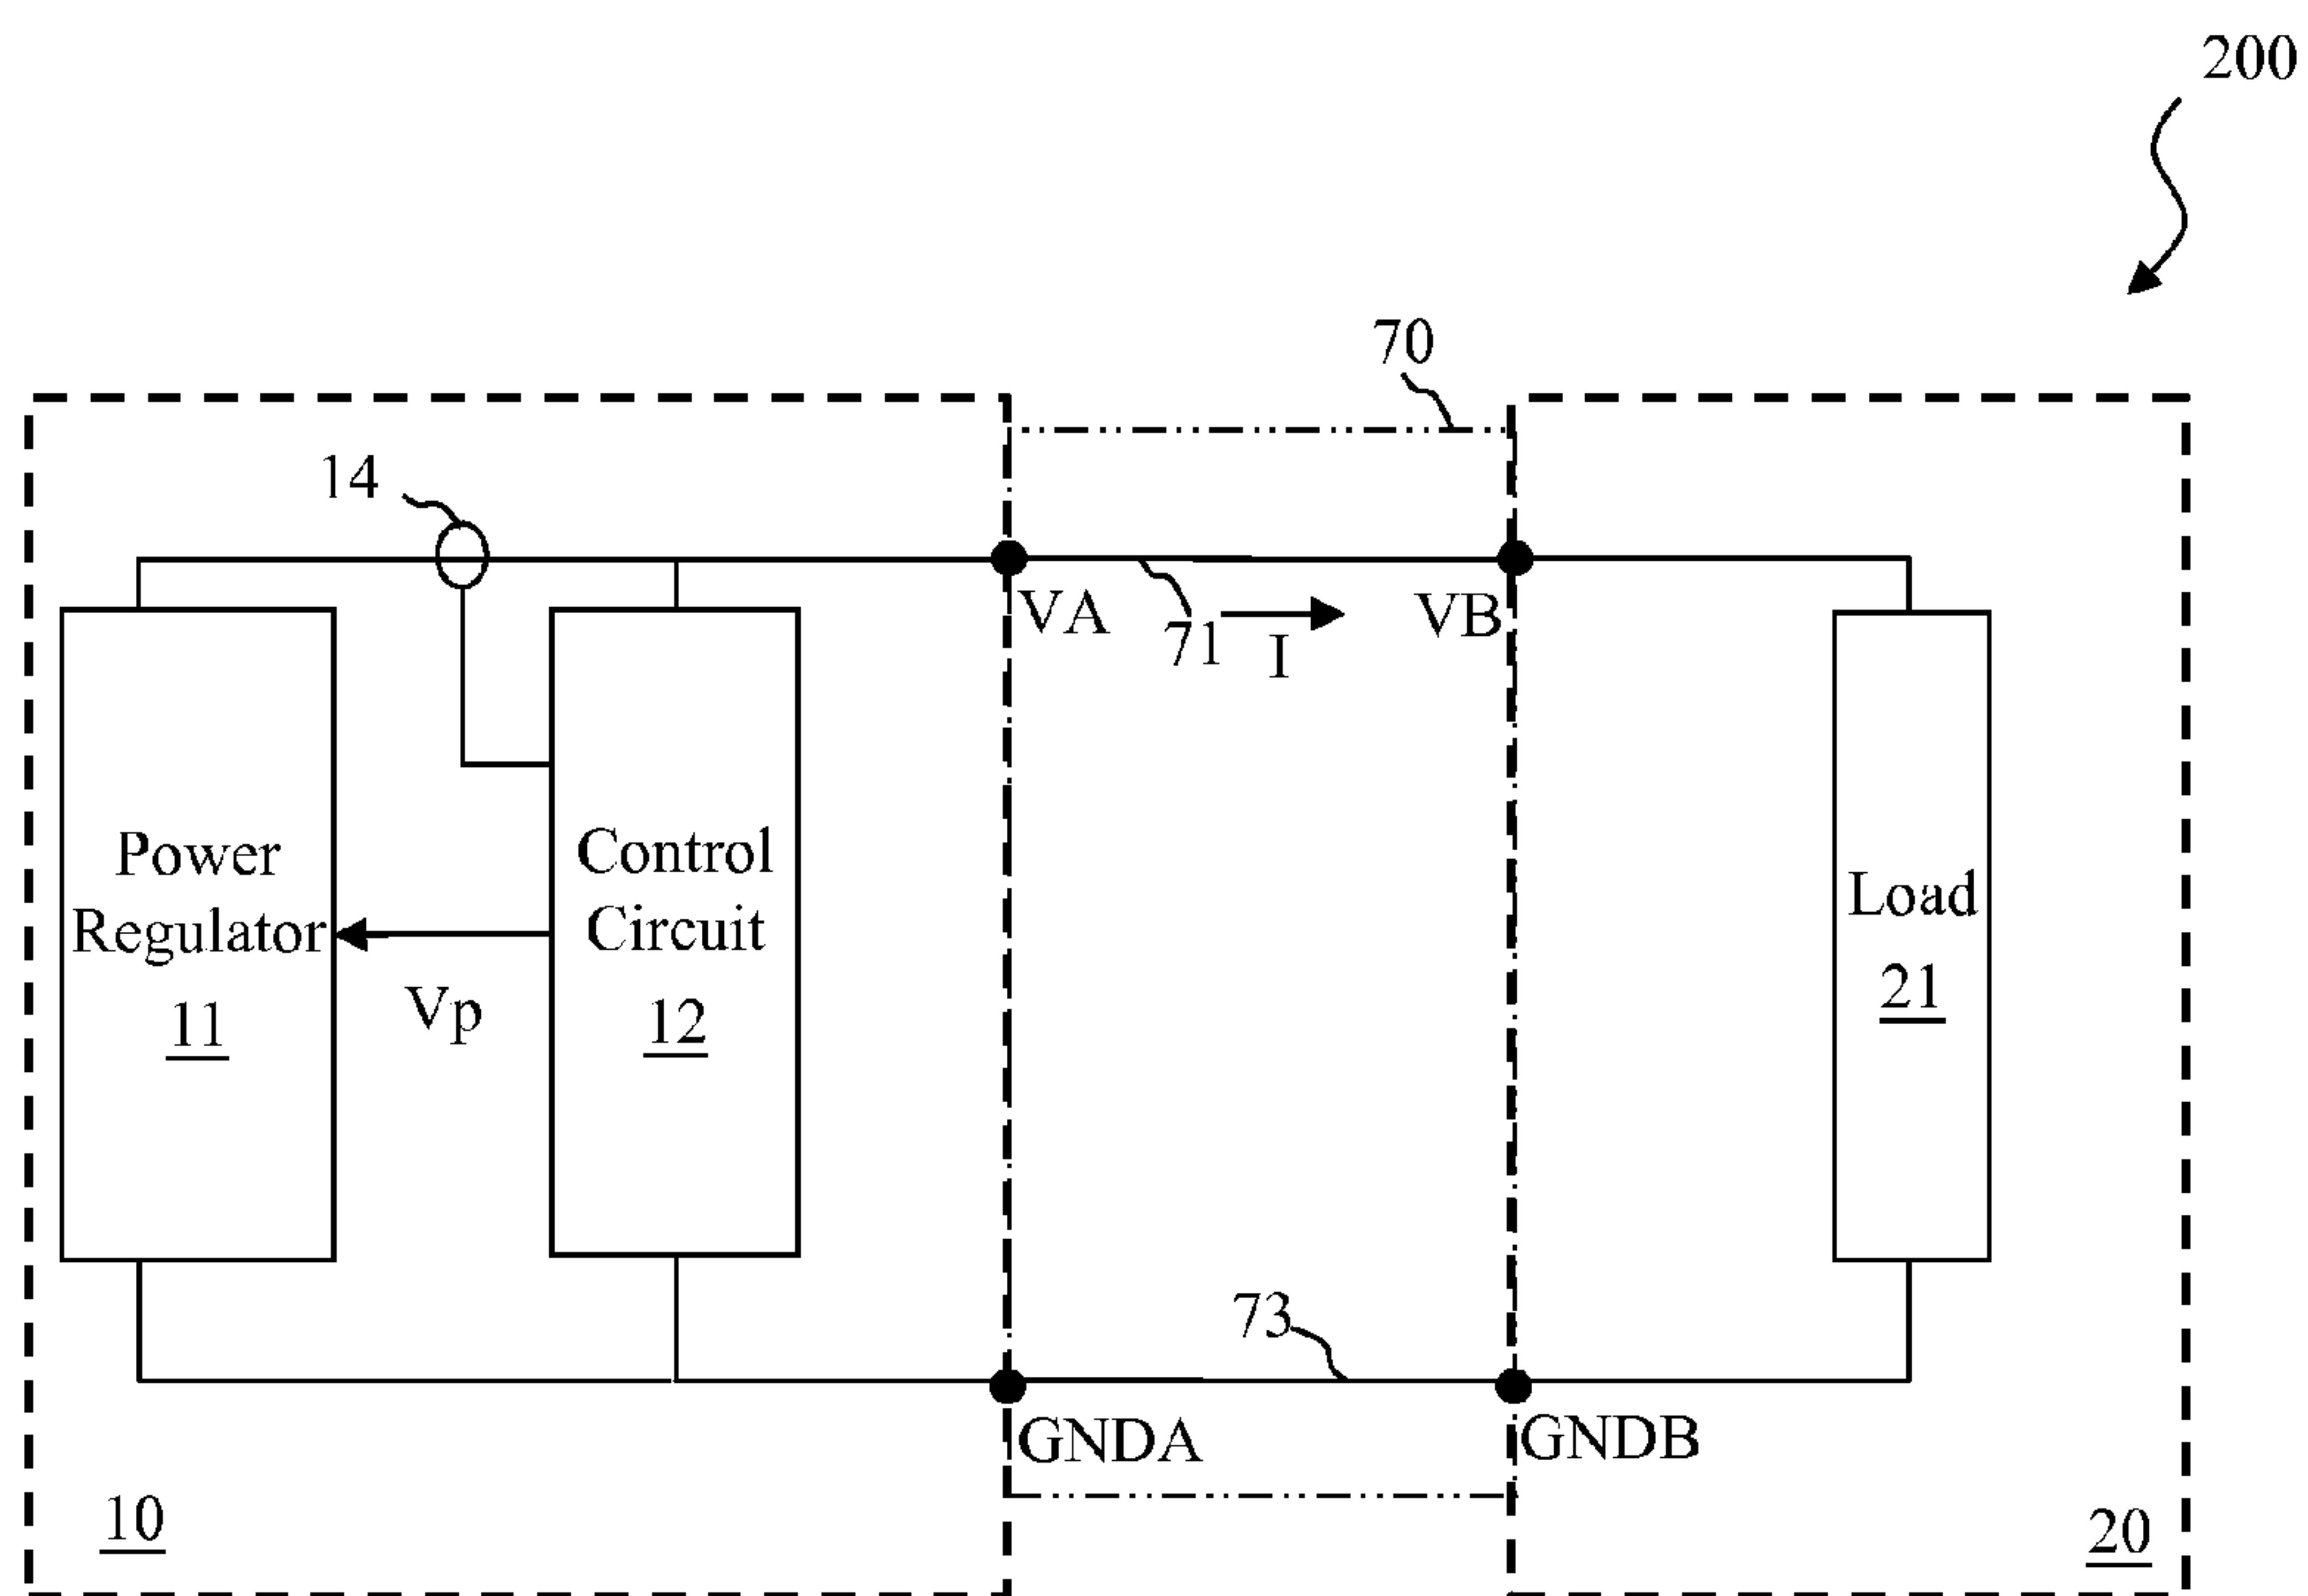 200
70
14
VA
71
I
VB
Power
Regulator
11
Vp
Control
Circuit
12
Load
21
73
GNDA
GNDB
10
20